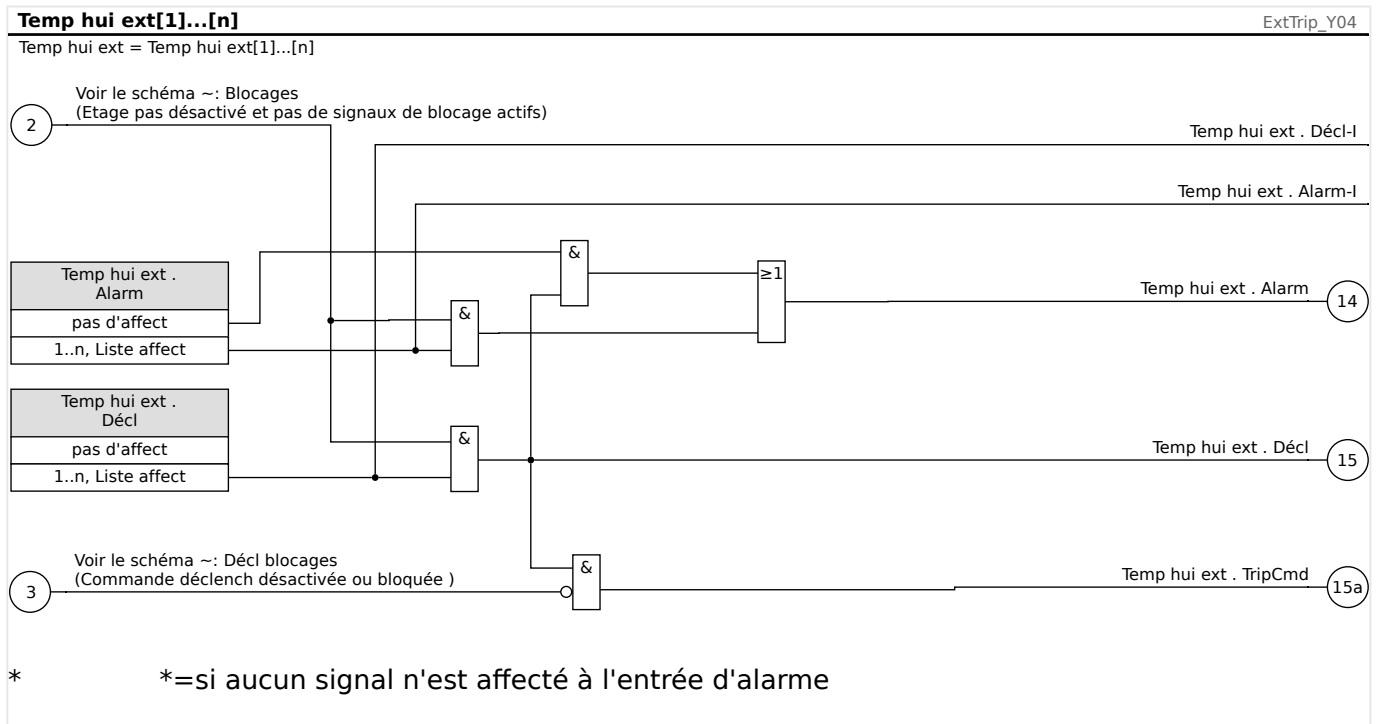 Temp hui ext[1]...[n]
ExtTrip_Y04
Temp hui ext = Temp hui ext[1]...[n]
Voir le schéma ~: Blocages
(Etage pas désactivé et pas de signaux de blocage actifs)
2
Temp hui ext . Décl-I
Temp hui ext . Alarm-I
&
Temp hui ext .
Alarm
≥1
Temp hui ext . Alarm
14
pas d'affect
&
1..n, Liste affect
Temp hui ext .
Décl
&
pas d'affect
Temp hui ext . Décl
15
1..n, Liste affect
Voir le schéma ~: Décl blocages
(Commande déclench désactivée ou bloquée )
3
&
Temp hui ext . TripCmd
15a
* *=si aucun signal n'est affecté à l'entrée d'alarme